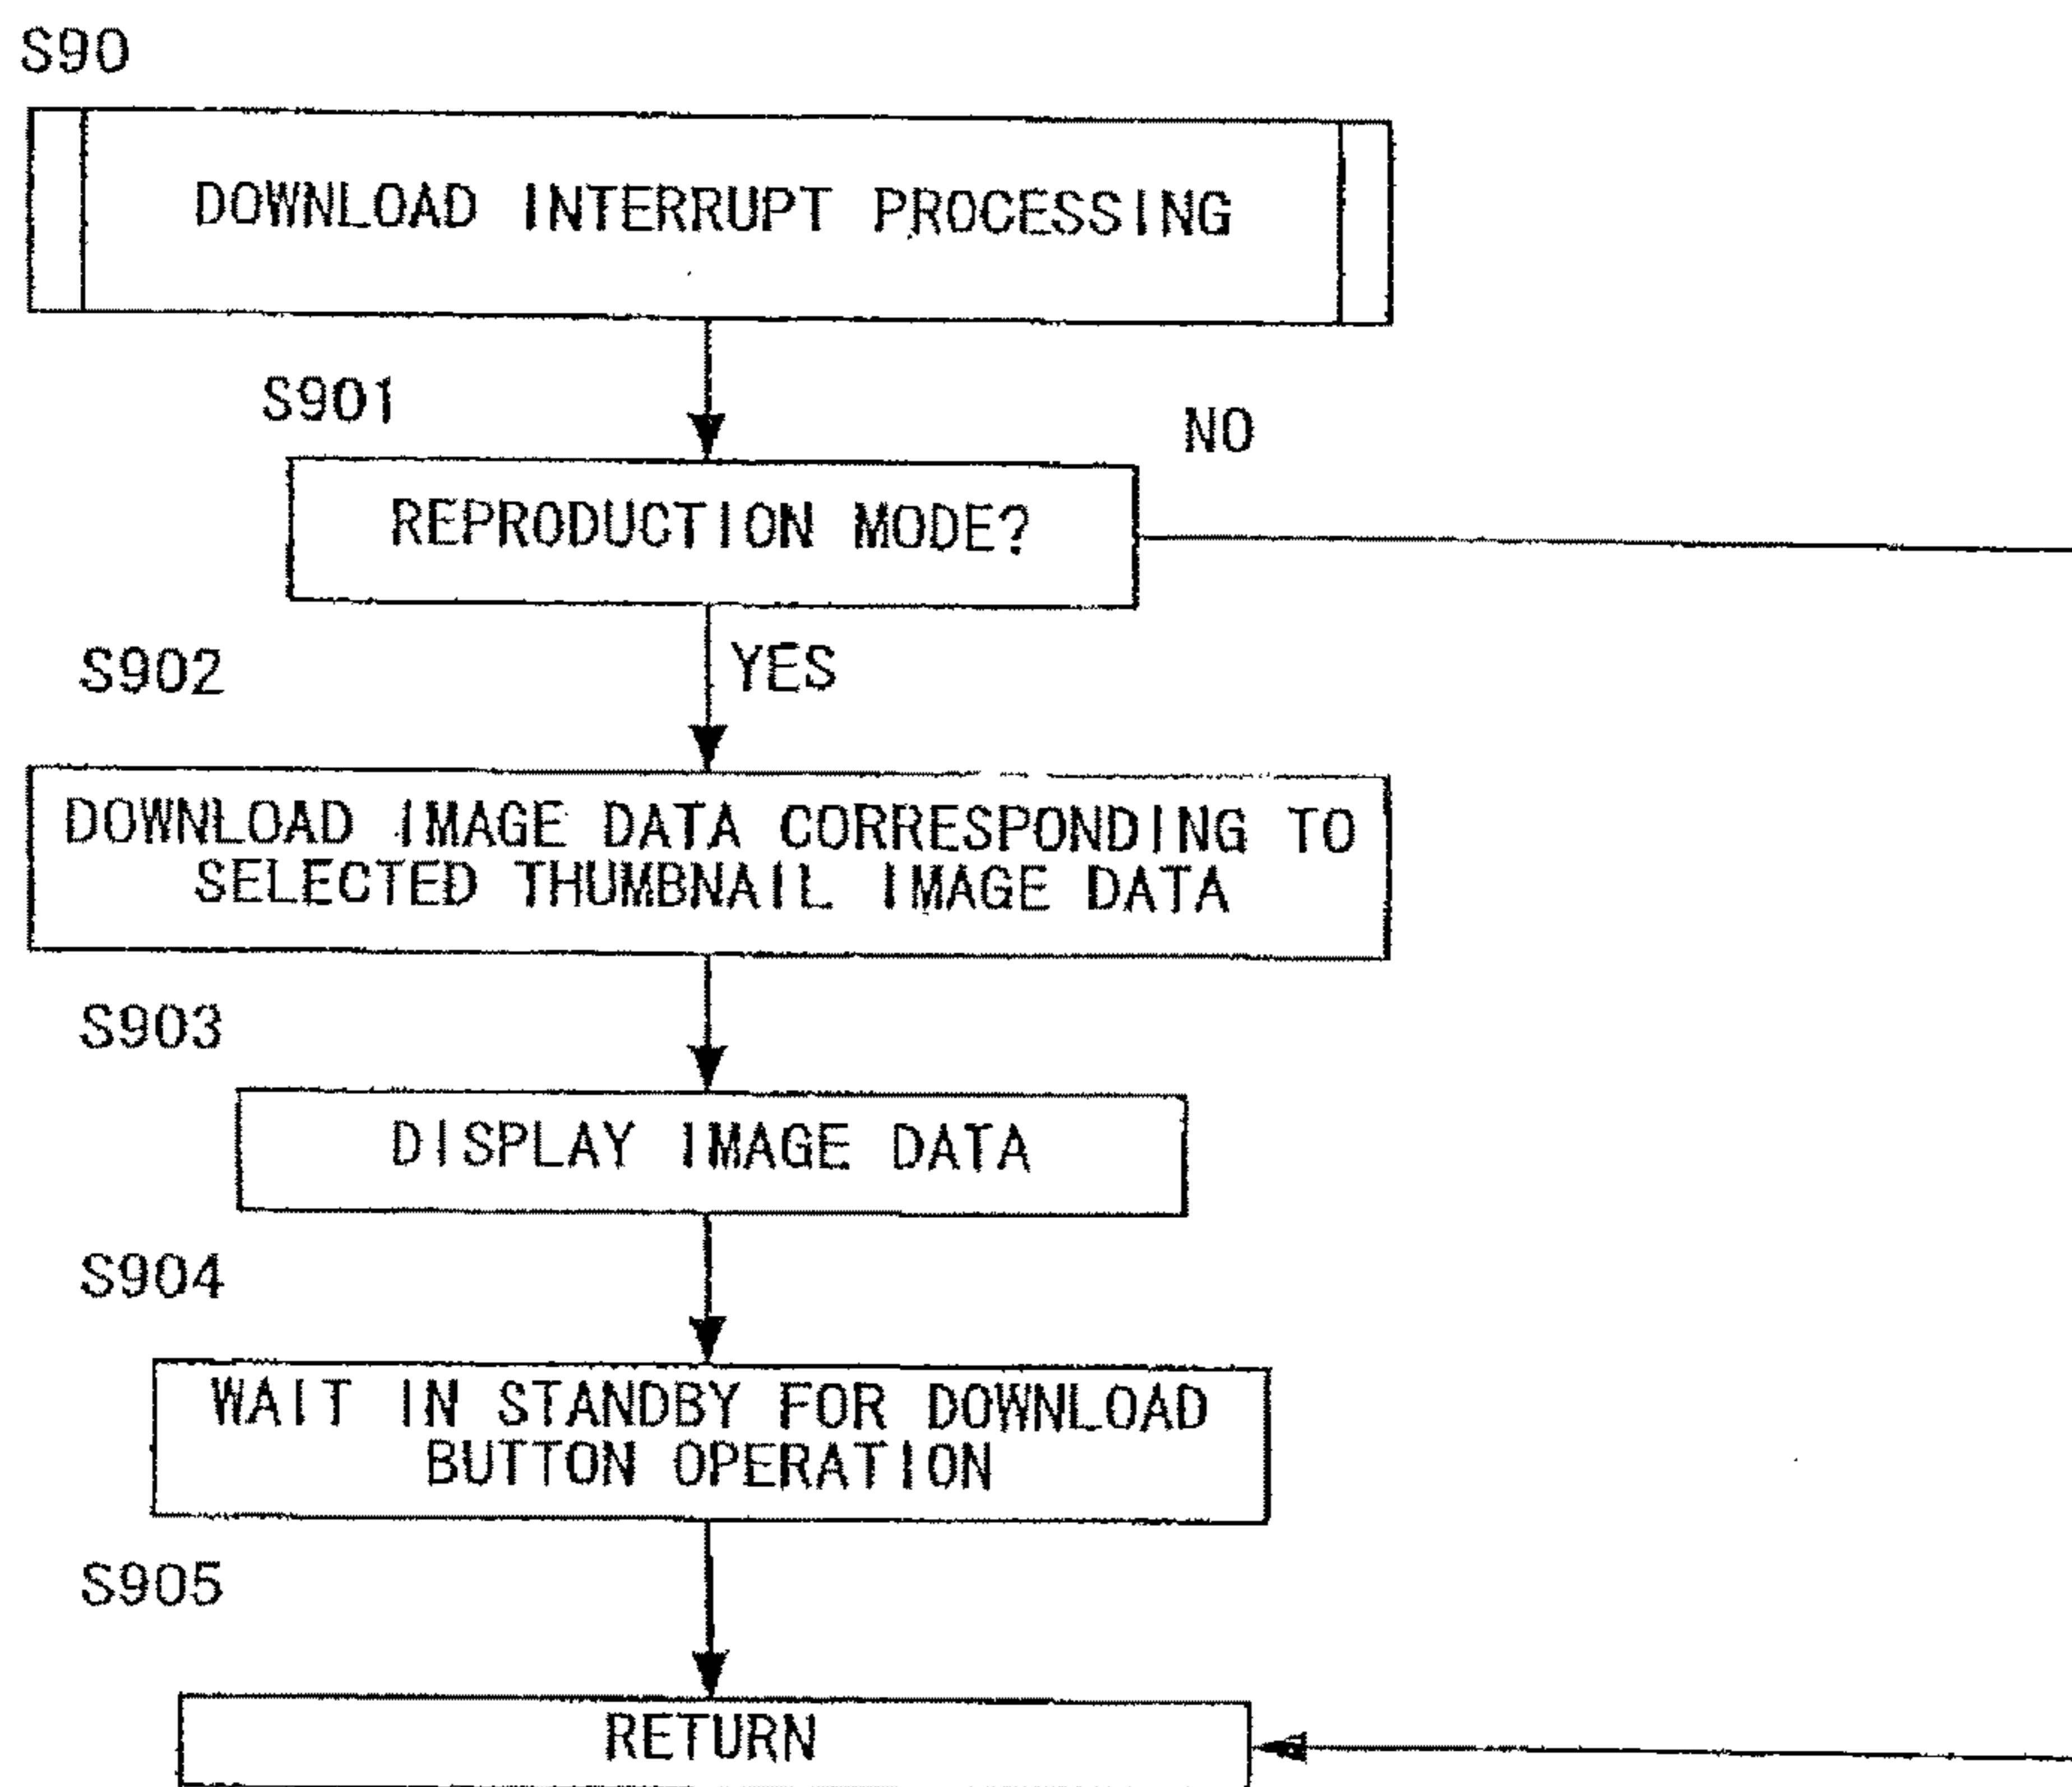 S90
DOWNLOAD INTERRUPT PROCESSING
S901
NO
REPRODUCTION MODE?
S902
YES
DOWNLOAD IMAGE DATA CORRESPONDING TO
SELECTED THUMBNAIL IMAGE DATA
S903
DISPLAY IMAGE DATA
S904
WAIT IN STANDBY FOR DOWNLOAD
BUTTON OPERATION
S905
RETURN